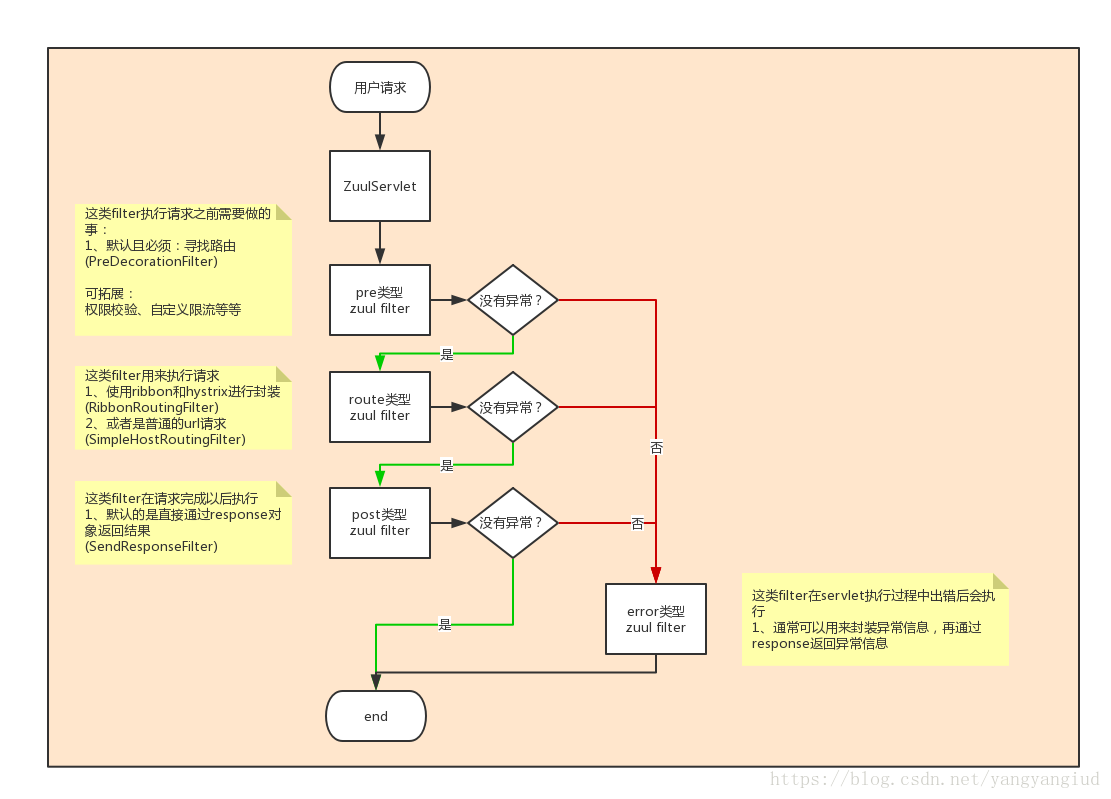 用户请求
ZuulServlet
这类filter执行请求之前需要做的
事：
1、默认且必须：寻找路由
(PreDecorationFilter)
可拓展：
权限校验、自定义限流等等
pre类型
zuul filter
没有异常？
是
这类filter用来执行请求
1、使用ribbon和hystrix进行封装
(RibbonRoutingFilter)
2、或者是普通的url请求
(SimpleHostRoutingFilter)
route类型
zuul filter
没有异常？
否
是
这类filter在请求完成以后执行
1、默认的是直接通过response对
象返回结果
(SendResponseFilter)
post类型
zuul filter
没有异常？
否
是
error类型
zuul filter
这类filter在servlet执行过程中出错后会执
行
1、通常可以用来封装异常信息，再通过
response返回异常信息
end
https://blog.csdn.net/yangyangiud